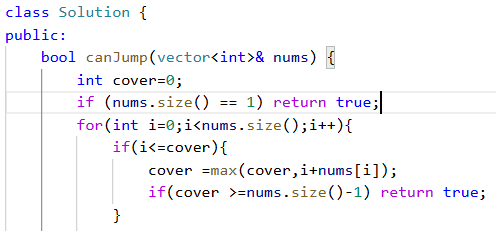 class Solution {
public:
    bool canJump(vector<int>& nums) {
        int cover=0;
        if (nums.size() == 1) return true;
        for(int i=0;i<nums.size();i++){
            if(i<=cover){
                cover =max(cover,i+nums[i]);
                if(cover >=nums.size()-1) return true;
            }